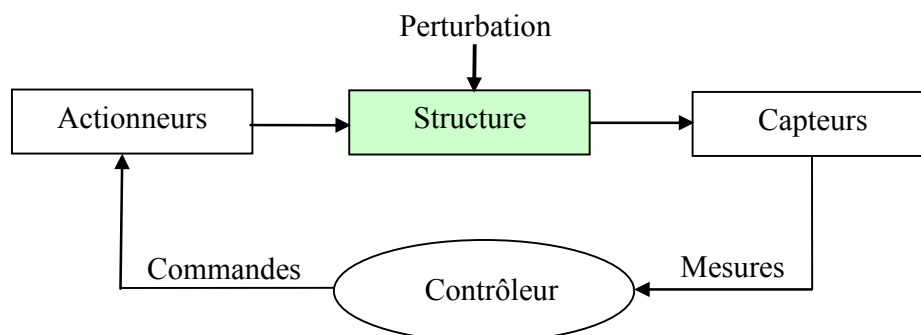 Perturbation
Actionneurs
Structure
Capteurs
Commandes
Mesures
Contrôleur